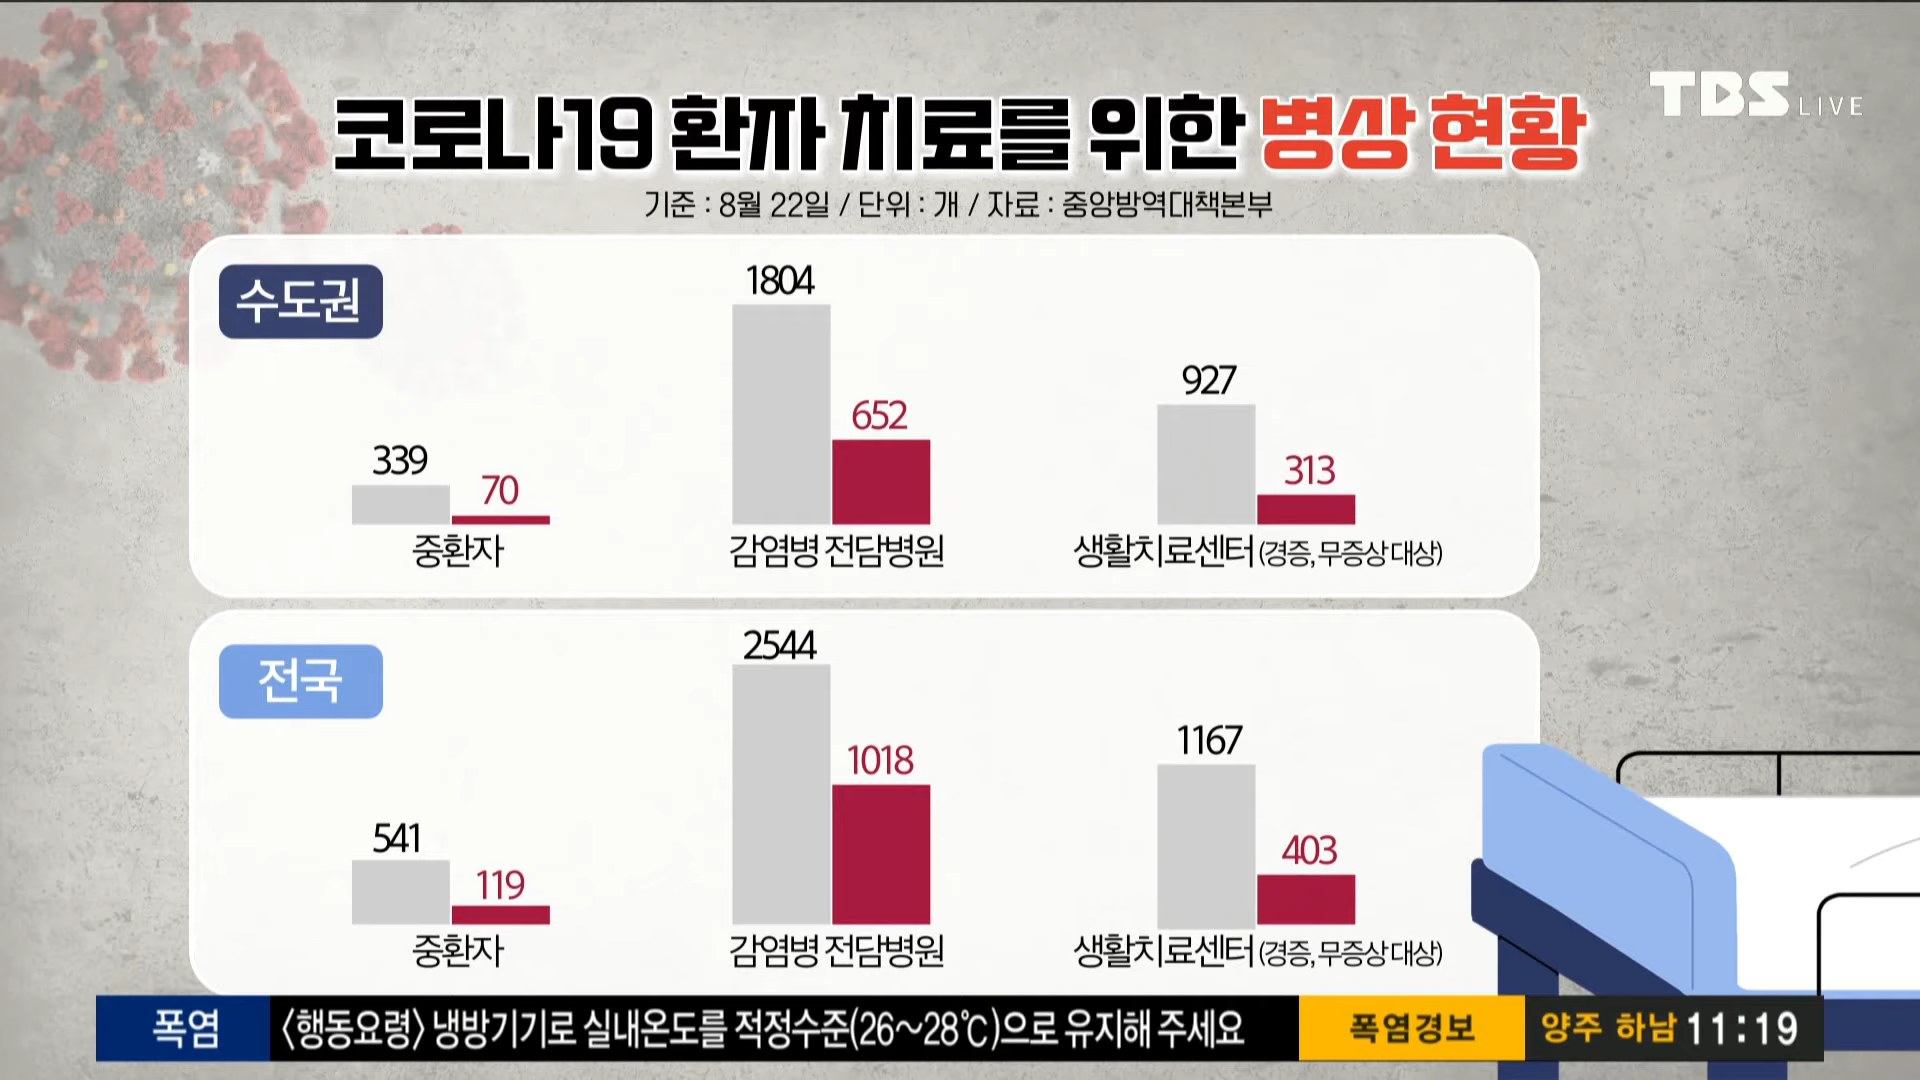 TBS LIVE
코로나19 환자 치료를 위한 병상 현황
기준 : 8월 22일 / 단위 : 개 / 자료 : 중앙방역대책본부
수도권
339
70
중환자
1804
652
감염병 전담병원
927
313
생활치료센터 (경증, 무증상 대상)
전국
541
119
중환자
2544
1018
감염병 전담병원
1167
403
생활치료센터 (경증, 무증상 대상)
폭염
〈행동요령〉 냉방기기로 실내온도를 적정수준(26~28℃)으로 유지해 주세요
폭염경보
양주 하남
11:19